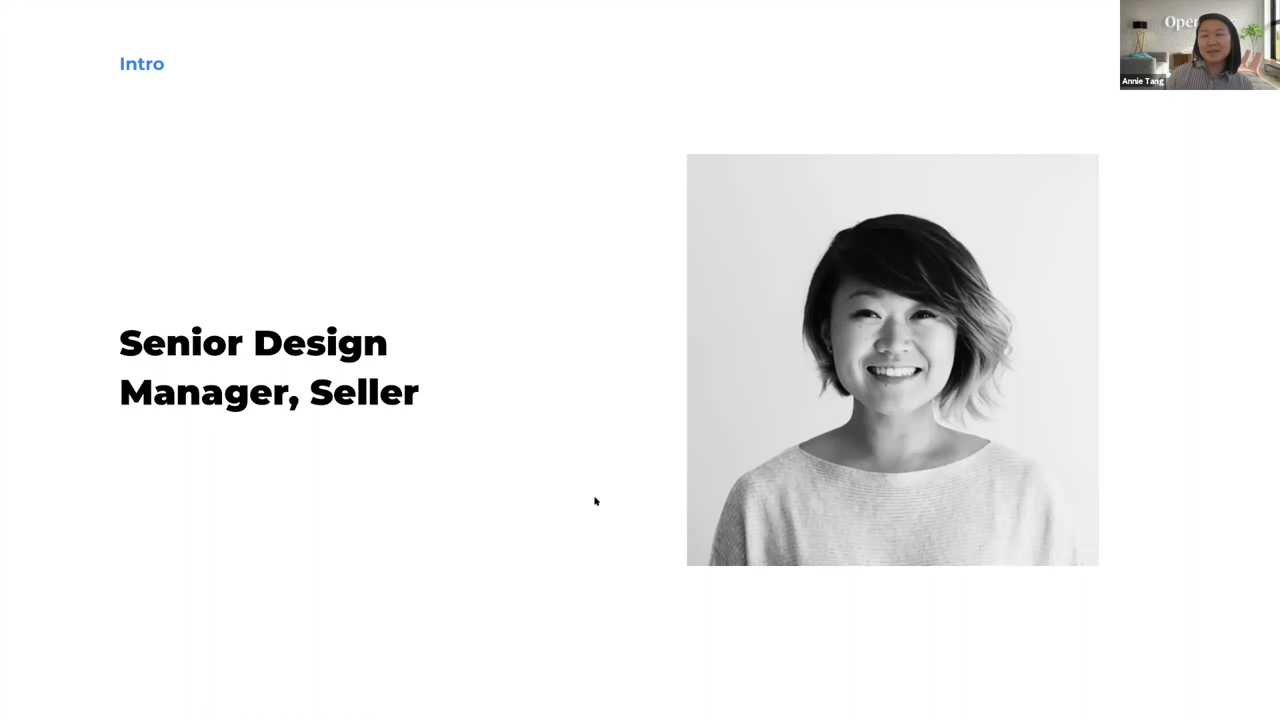 Intro
Annie Tang
Senior Design
Manager, Seller